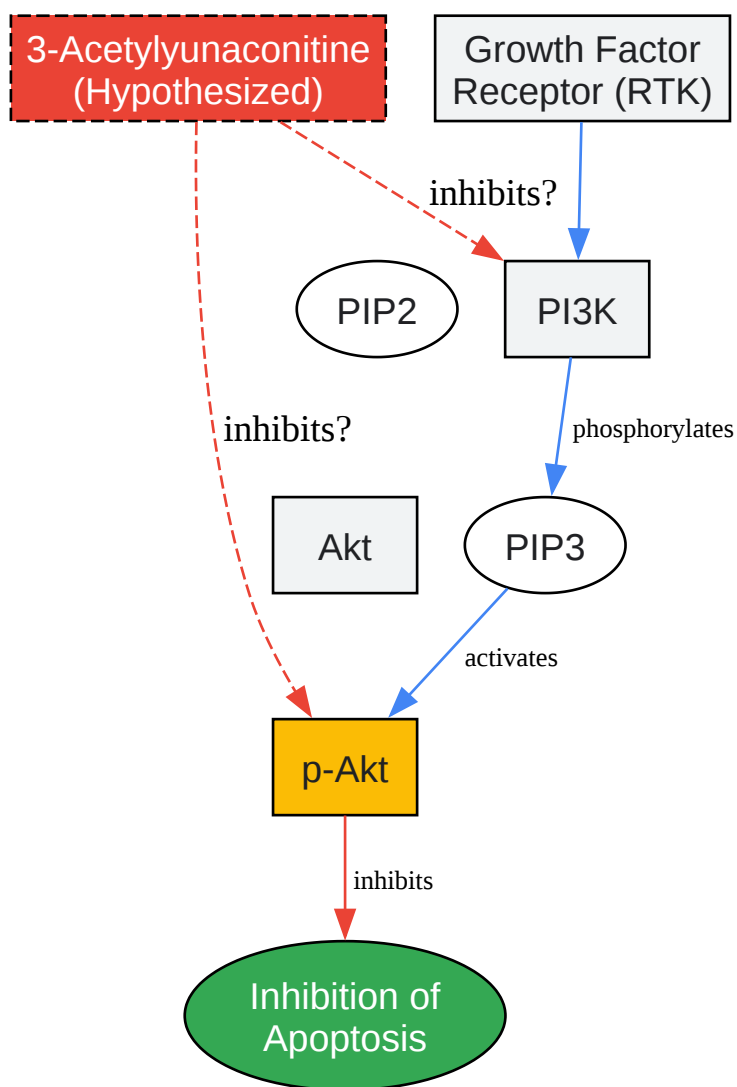 3-Acetylyunaconitine
(Hypothesized)
Growth Factor
Receptor (RTK)
inhibits?
PIP2
PI3K
inhibits?
phosphorylates
Akt
PIP3
activates
p-Akt
inhibits
Inhibition of
Apoptosis